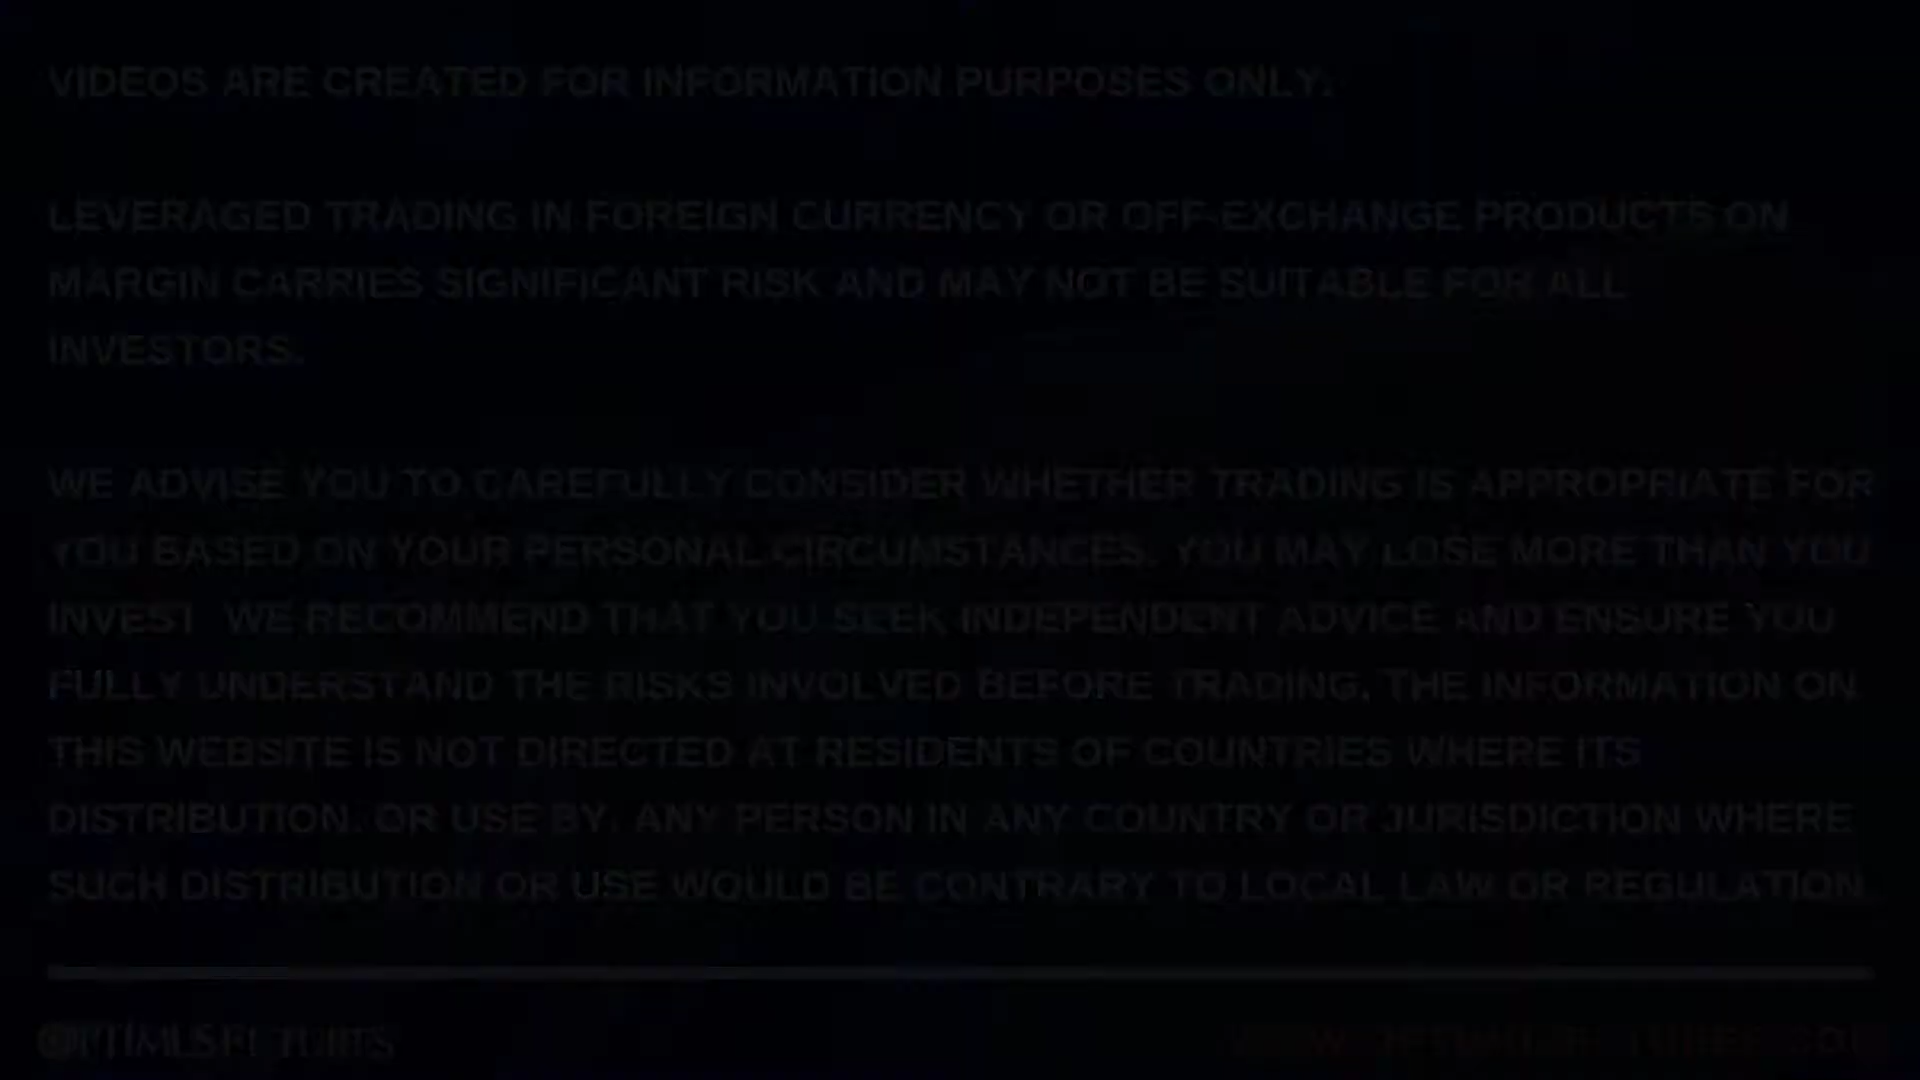 VIDEOS ARE CREATED FOR INFORMATION PURPOSES ONLY.
LEVERAGED TRADING IN FOREIGN CURRENCY OR OFF-EXCHANGE PRODUCTS ON
MARGIN CARRIES SIGNIFICANT RISK AND MAY NOT BE SUITABLE FOR ALL
INVESTORS.
WE ADVISE YOU TO CAREFULLY CONSIDER WHETHER TRADING IS APPROPRIATE FOR
YOU BASED ON YOUR PERSONAL CIRCUMSTANCES. YOU MAY LOSE MORE THAN YOU
INVEST. WE RECOMMEND THAT YOU SEEK INDEPENDENT ADVICE AND ENSURE YOU
FULLY UNDERSTAND THE RISKS INVOLVED BEFORE TRADING. THE INFORMATION ON
THIS WEBSITE IS NOT DIRECTED AT RESIDENTS OF COUNTRIES WHERE ITS
DISTRIBUTION, OR USE BY, ANY PERSON IN ANY COUNTRY OR JURISDICTION WHERE
SUCH DISTRIBUTION OR USE WOULD BE CONTRARY TO LOCAL LAW OR REGULATION.